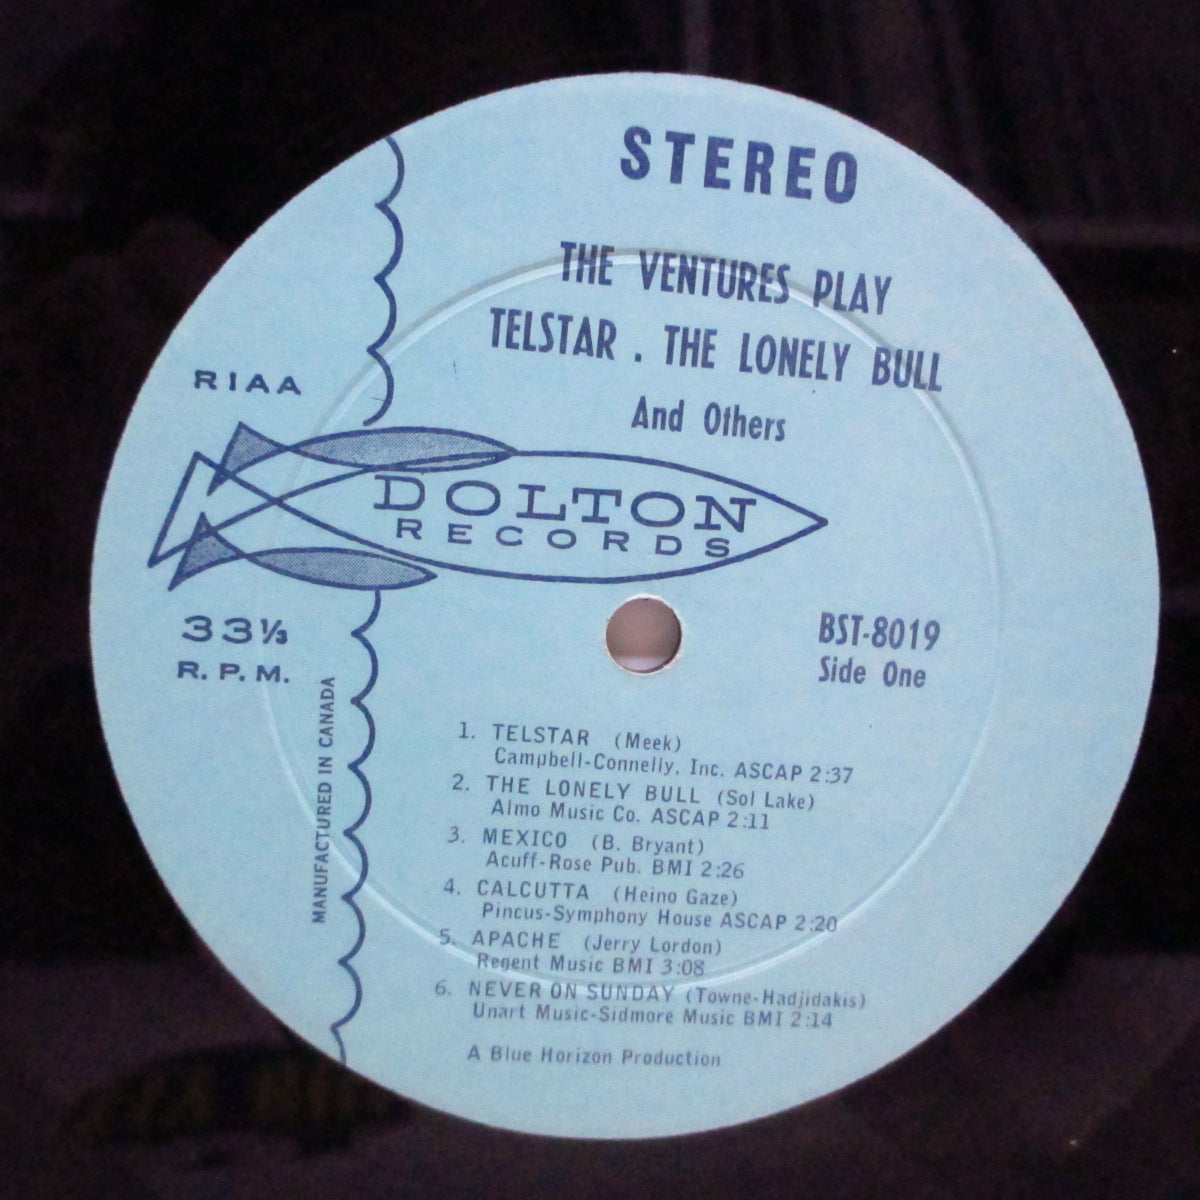 STEREO
THE VENTURES PLAY
TELSTAR . THE LONELY BULL
And Others
RIAA
DOLTON
RECORDS
33⅓
R. P. M.
MANUFACTURED IN CANADA
BST-8019
Side One
1. TELSTAR (Meek)
Campbell-Connelly, Inc. ASCAP 2:37
2. THE LONELY BULL (Sol Lake)
Almo Music Co. ASCAP 2:11
3. MEXICO (B. Bryant)
Acuff-Rose Pub. BMI 2:26
4. CALCUTTA (Heino Gaze)
Pincus-Symphony House ASCAP 2:20
5. APACHE (Jerry Lordon)
Regent Music BMI 3:08
6. NEVER ON SUNDAY (Towne-Hadjidakis)
Unart Music-Sidmore Music BMI 2:14
A Blue Horizon Production